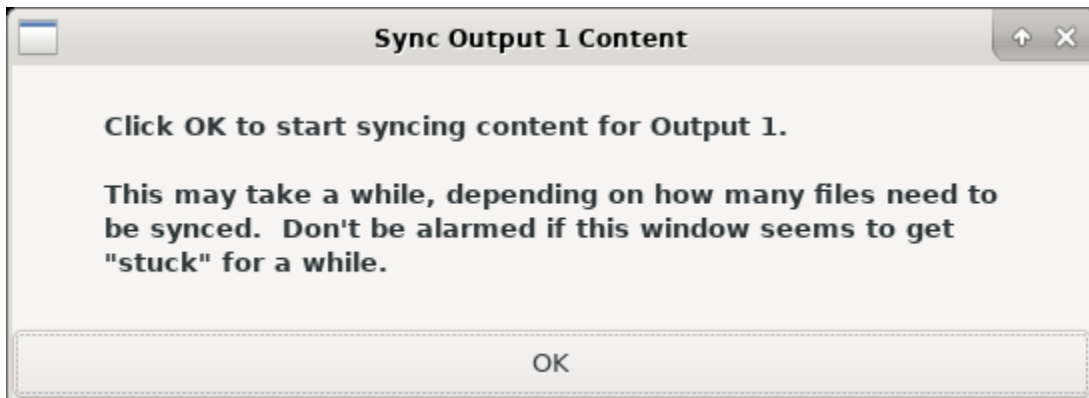 Sync Output 1 Content
Click OK to start syncing content for Output 1.
This may take a while, depending on how many files need to
be synced.  Don't be alarmed if this window seems to get
"stuck" for a while.
OK